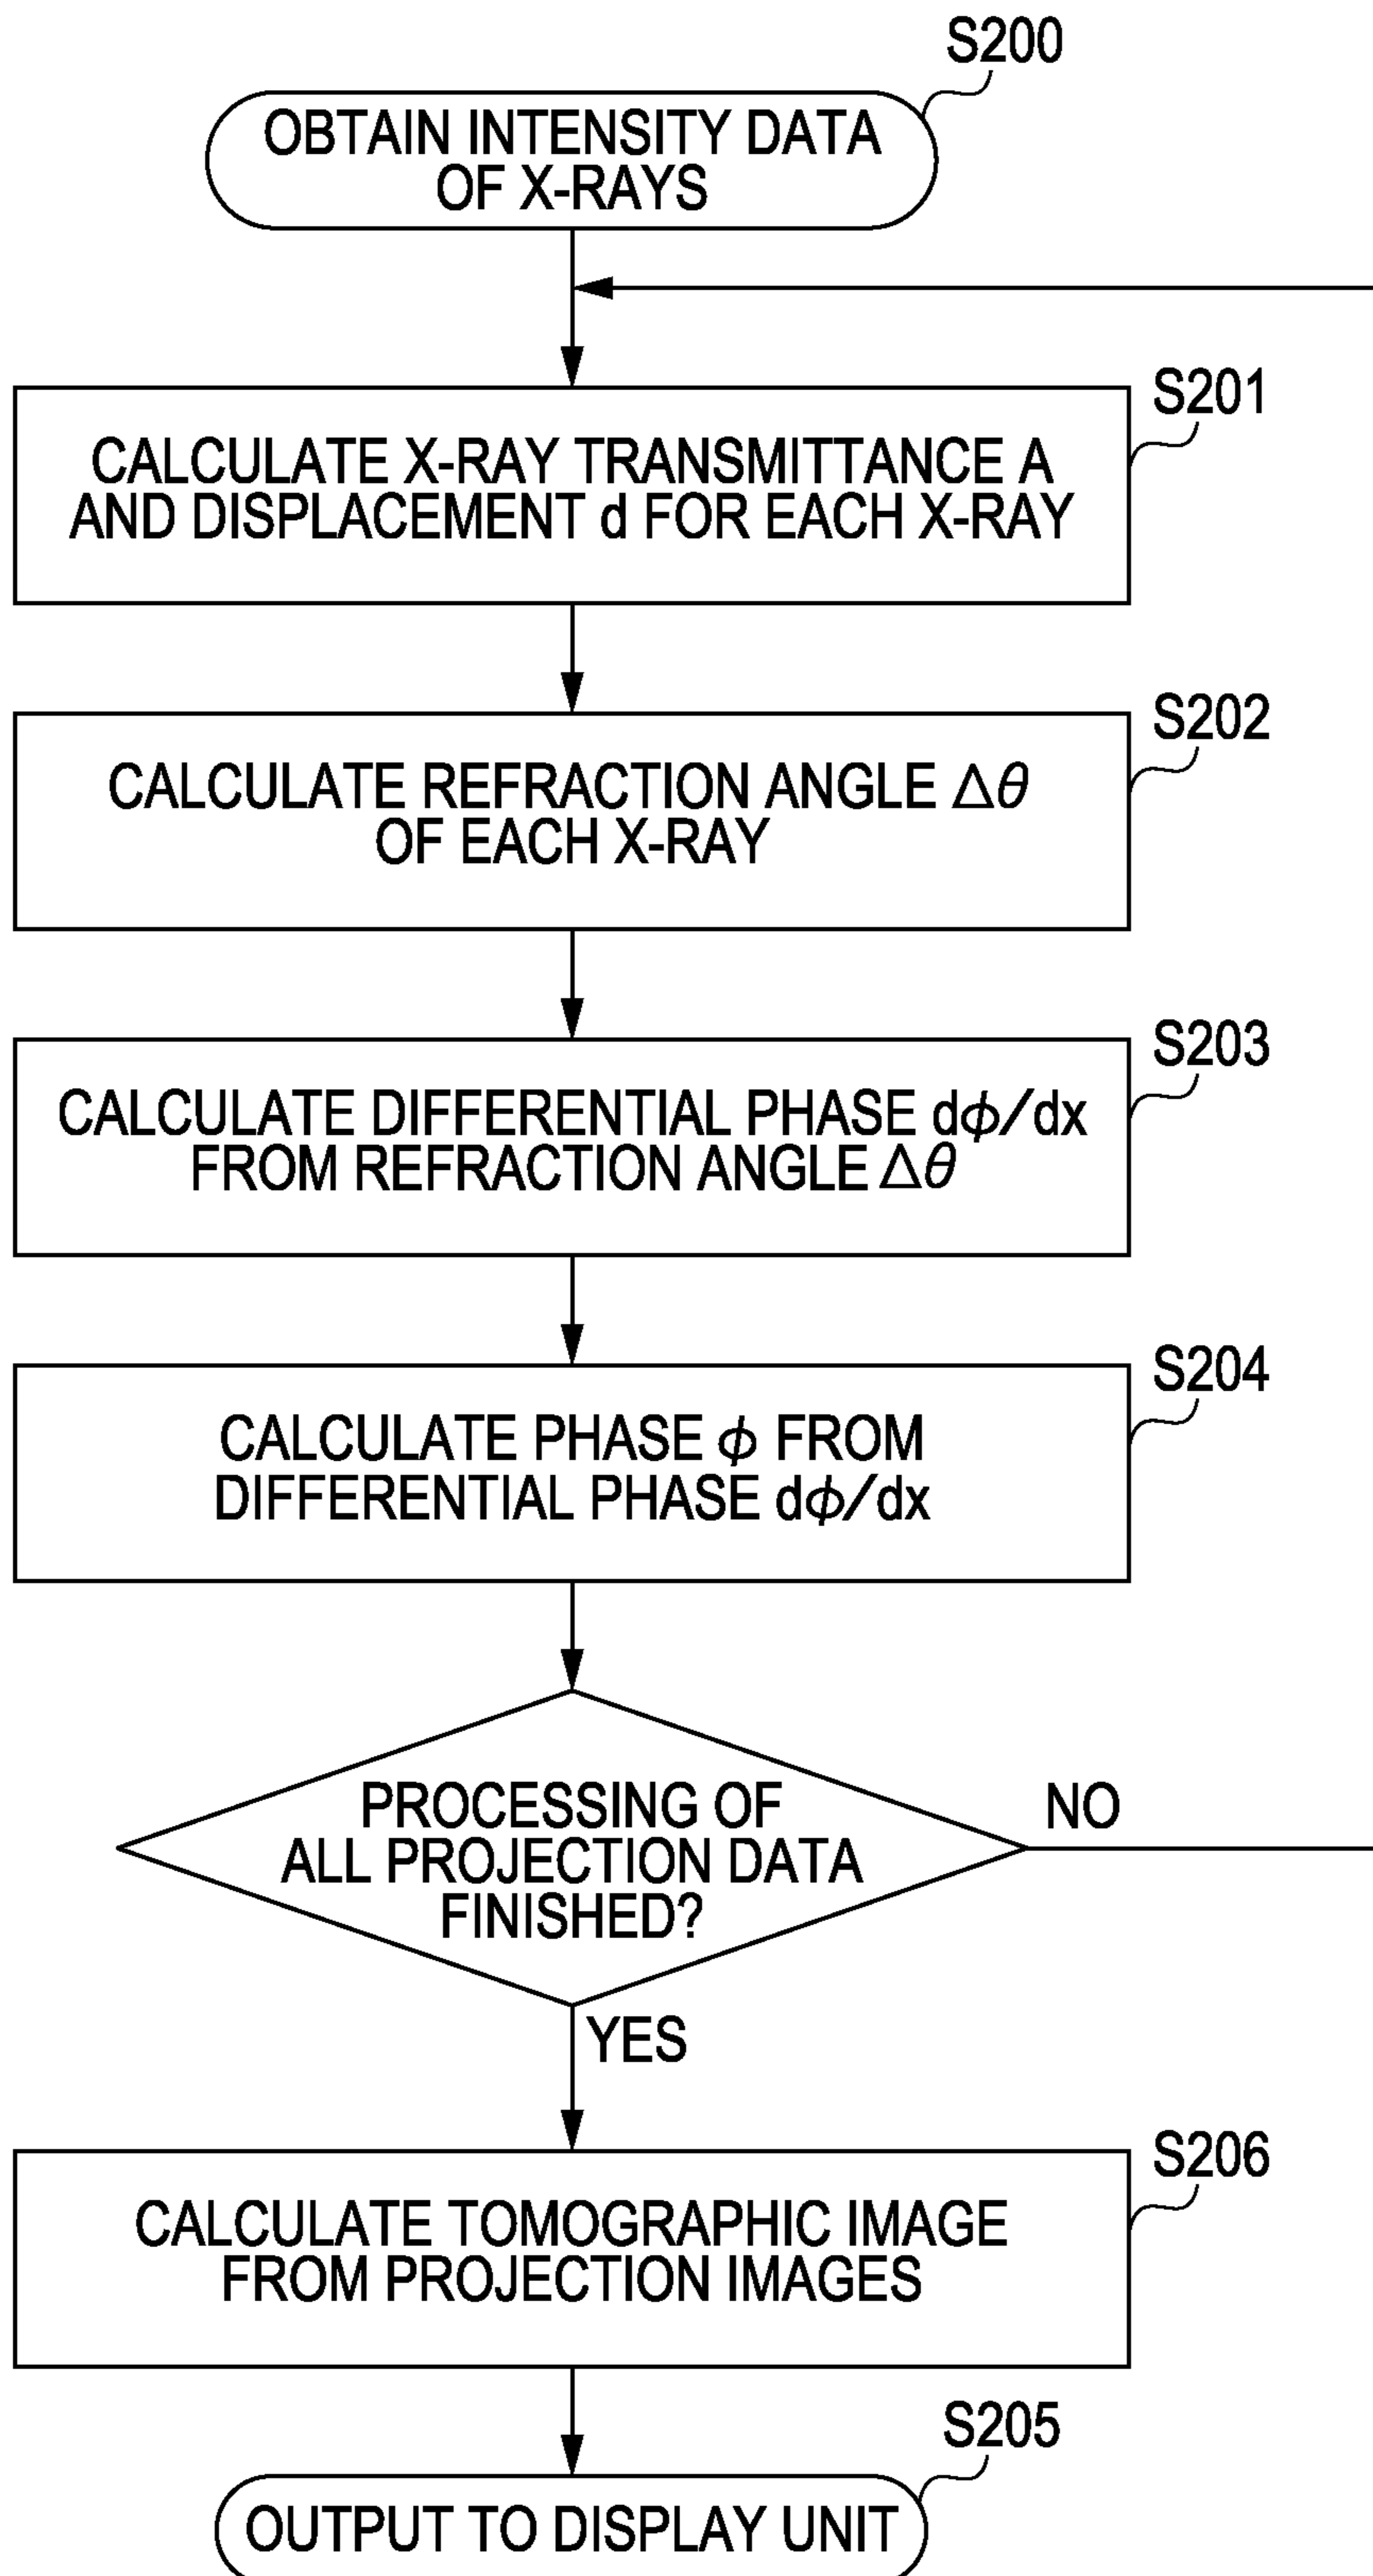 S200
OBTAIN INTENSITY DATA
OF X-RAYS
S201
CALCULATE X-RAY TRANSMITTANCE A
AND DISPLACEMENT d FOR EACH X-RAY
S202
CALCULATE REFRACTION ANGLE Δθ
OF EACH X-RAY
S203
CALCULATE DIFFERENTIAL PHASE dϕ/dx
FROM REFRACTION ANGLE Δθ
S204
CALCULATE PHASE ϕ FROM
DIFFERENTIAL PHASE dϕ/dx
PROCESSING OF
ALL PROJECTION DATA
FINISHED?
NO
YES
S206
CALCULATE TOMOGRAPHIC IMAGE
FROM PROJECTION IMAGES
S205
OUTPUT TO DISPLAY UNIT